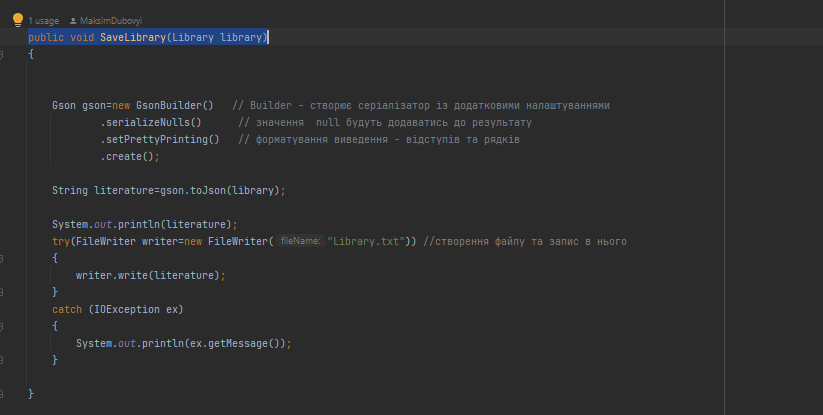 1 usage MaksimDubovyi
public void SaveLibrary(Library library)
{
Gson gson=new GsonBuilder() // Builder - створює серіалізатор із додатковими налаштуваннями
.serializeNulls() // значення null будуть додаватись до результату
.setPrettyPrinting() // форматування виведення - відступів та рядків
.create();
String literature=gson.toJson(library);
System.out.println(literature);
try(FileWriter writer=new FileWriter( fileName: "Library.txt")) //створення файлу та запис в нього
{
writer.write(literature);
}
catch (IOException ex)
{
System.out.println(ex.getMessage());
}
}